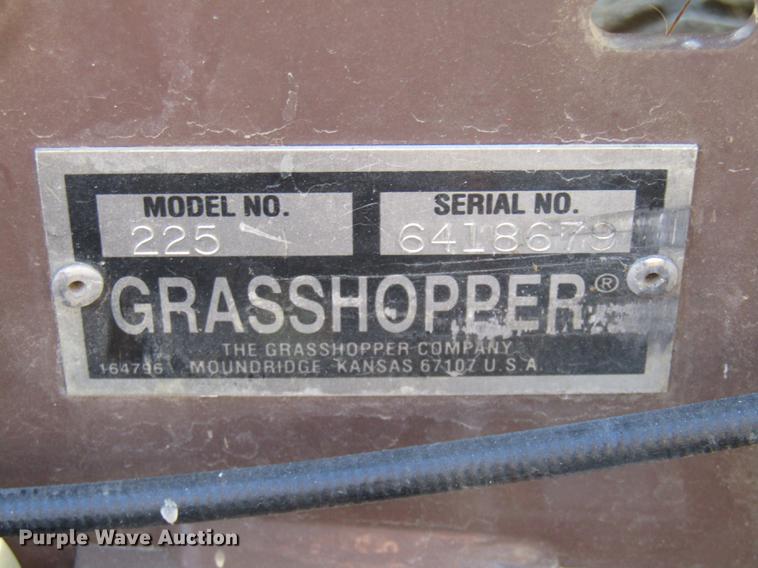 MODEL NO. SERIAL NO.
225 6418679
GRASSHOPPER®
THE GRASSHOPPER COMPANY
164796 MOUNDRIDGE, KANSAS 67107 U.S.A.
Purple Wave Auction